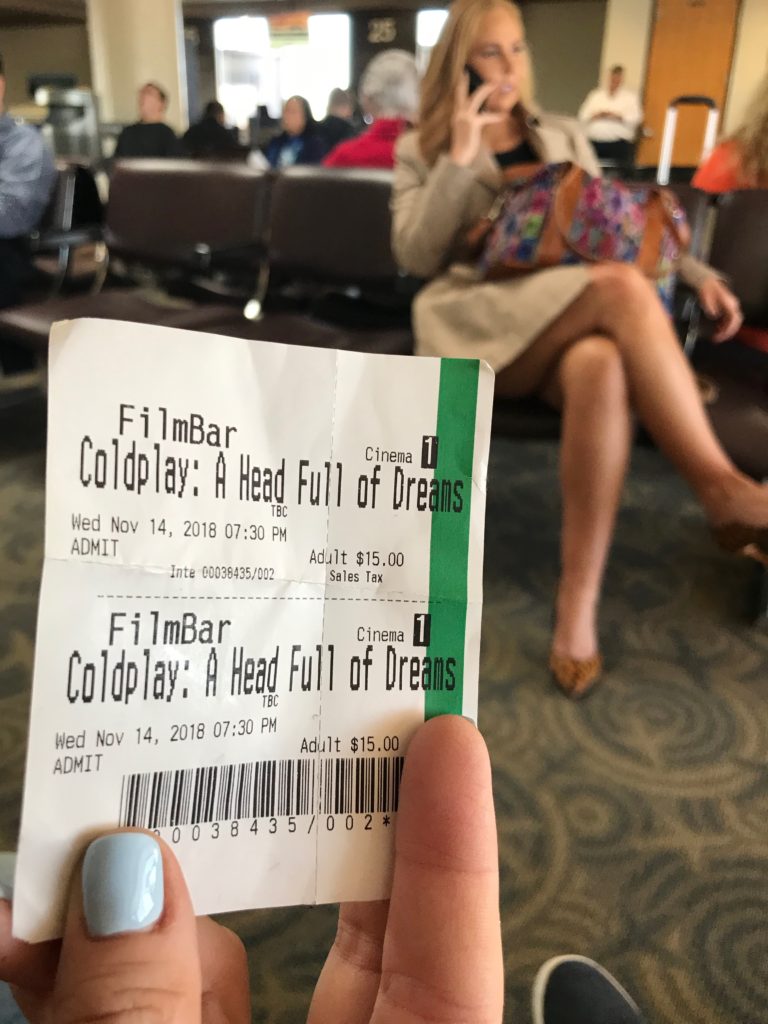 25
FilmBar
Cinema 1
Coldplay: A Head Full of Dreams
TBC
Wed Nov 14, 2018 07:30 PM
ADMIT
Adult $15.00
Inte 00038435/002
Sales Tax
FilmBar
Cinema 1
Coldplay: A Head Full of Dreams
TBC
Wed Nov 14, 2018 07:30 PM
Adult $15.00
ADMIT
0038435/002*